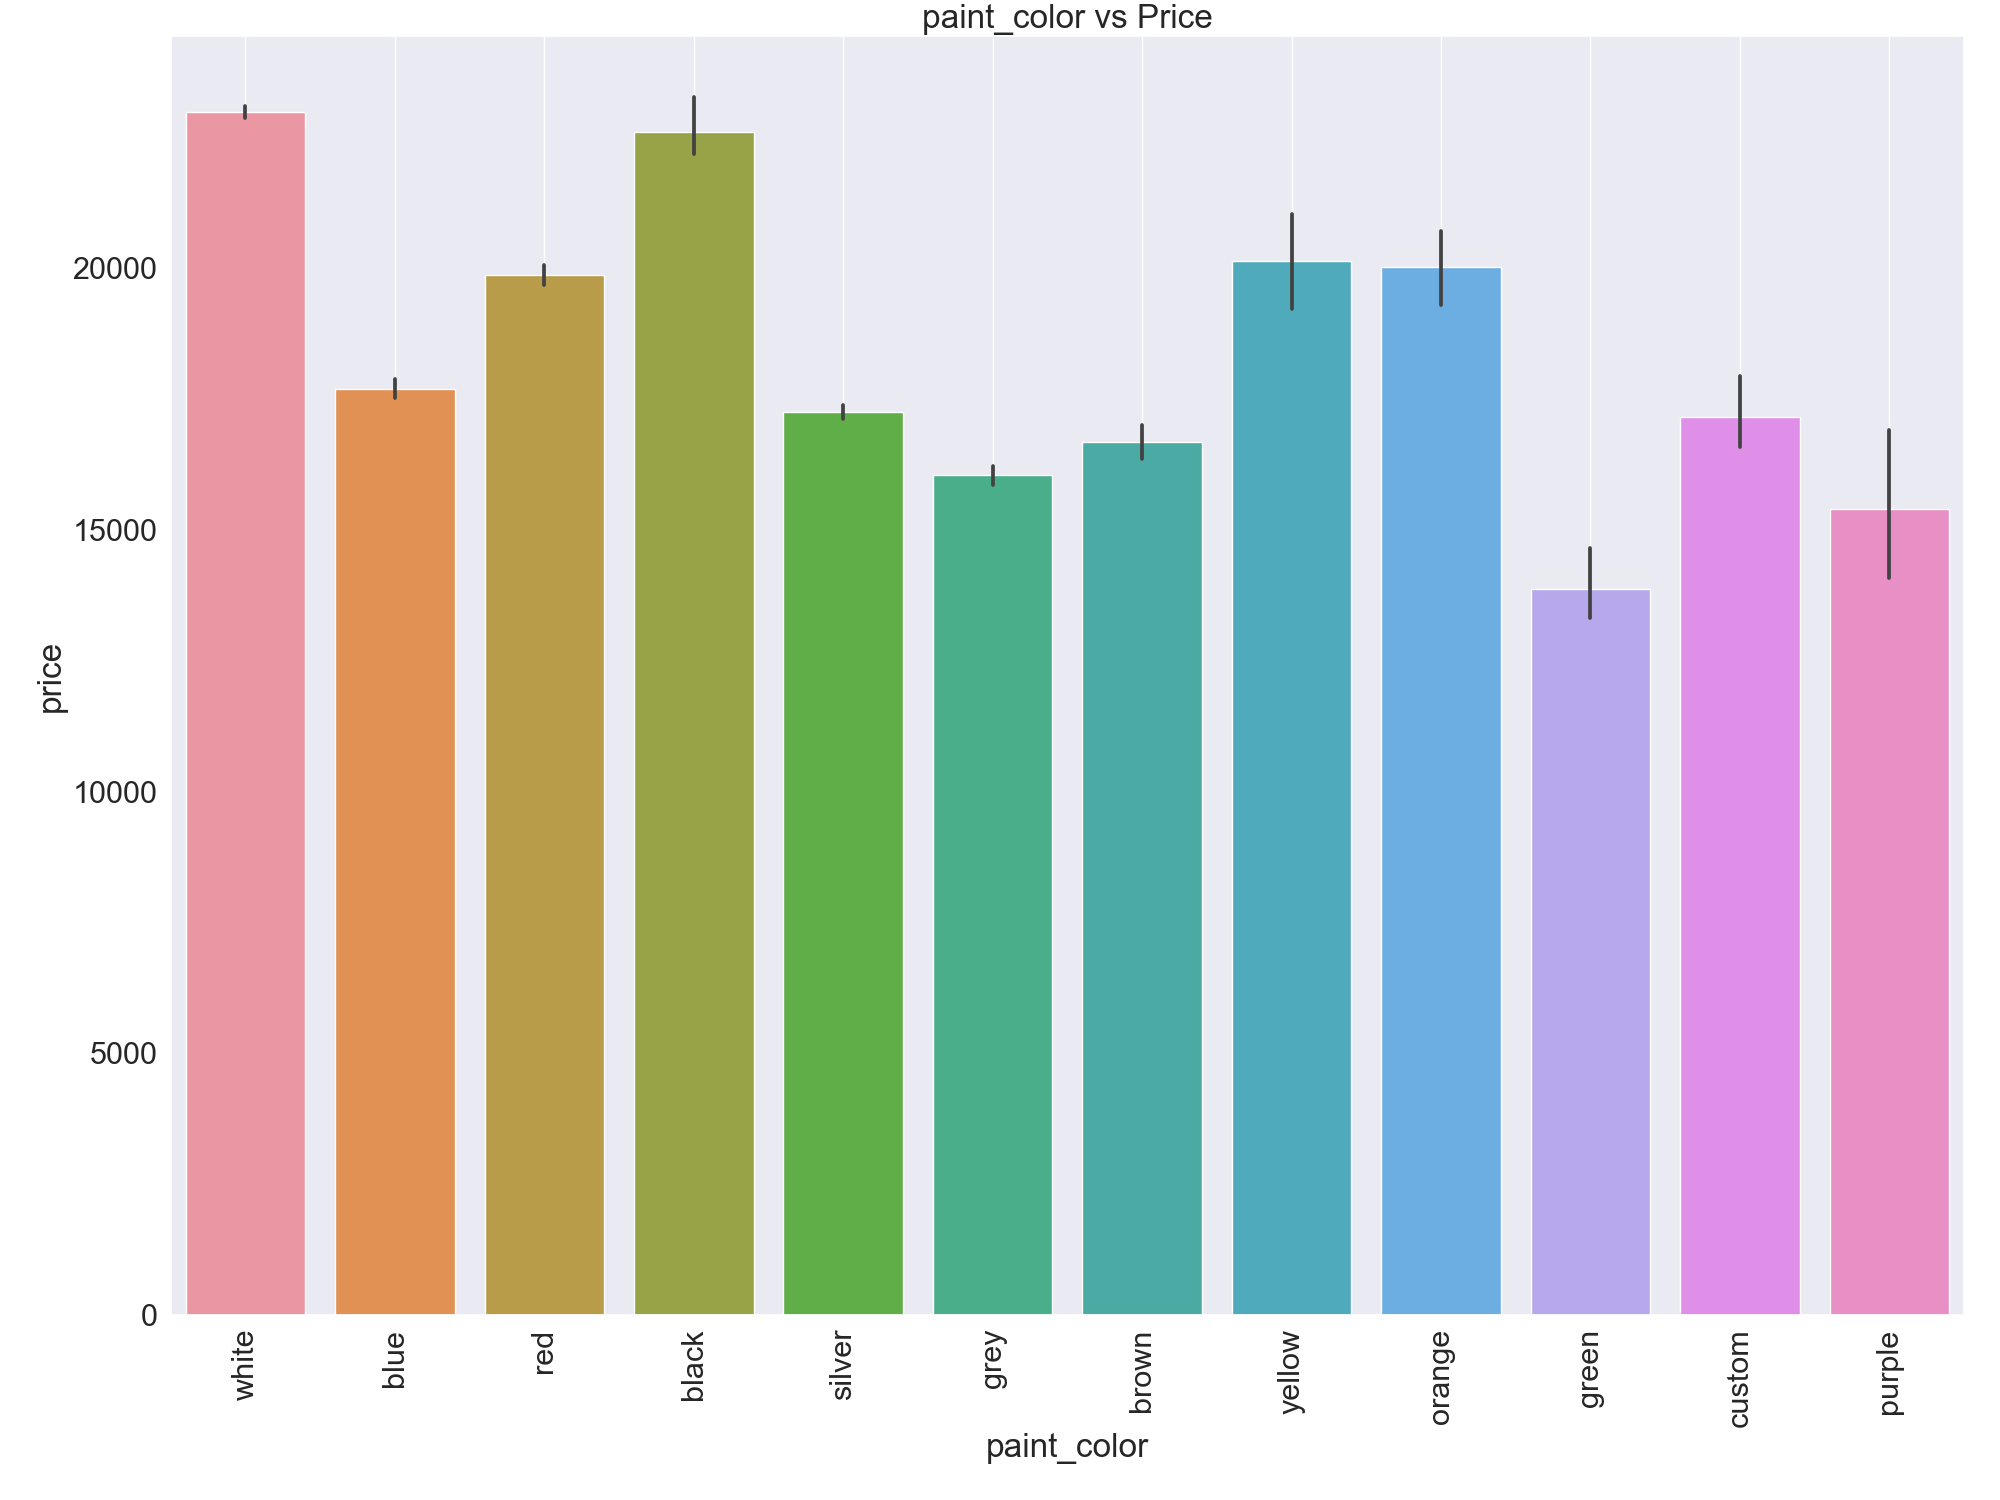 paint_color vs Price
price
20000
15000
10000
5000
0
white
blue
red
black
silver
grey
brown
yellow
orange
green
custom
purple
paint_color